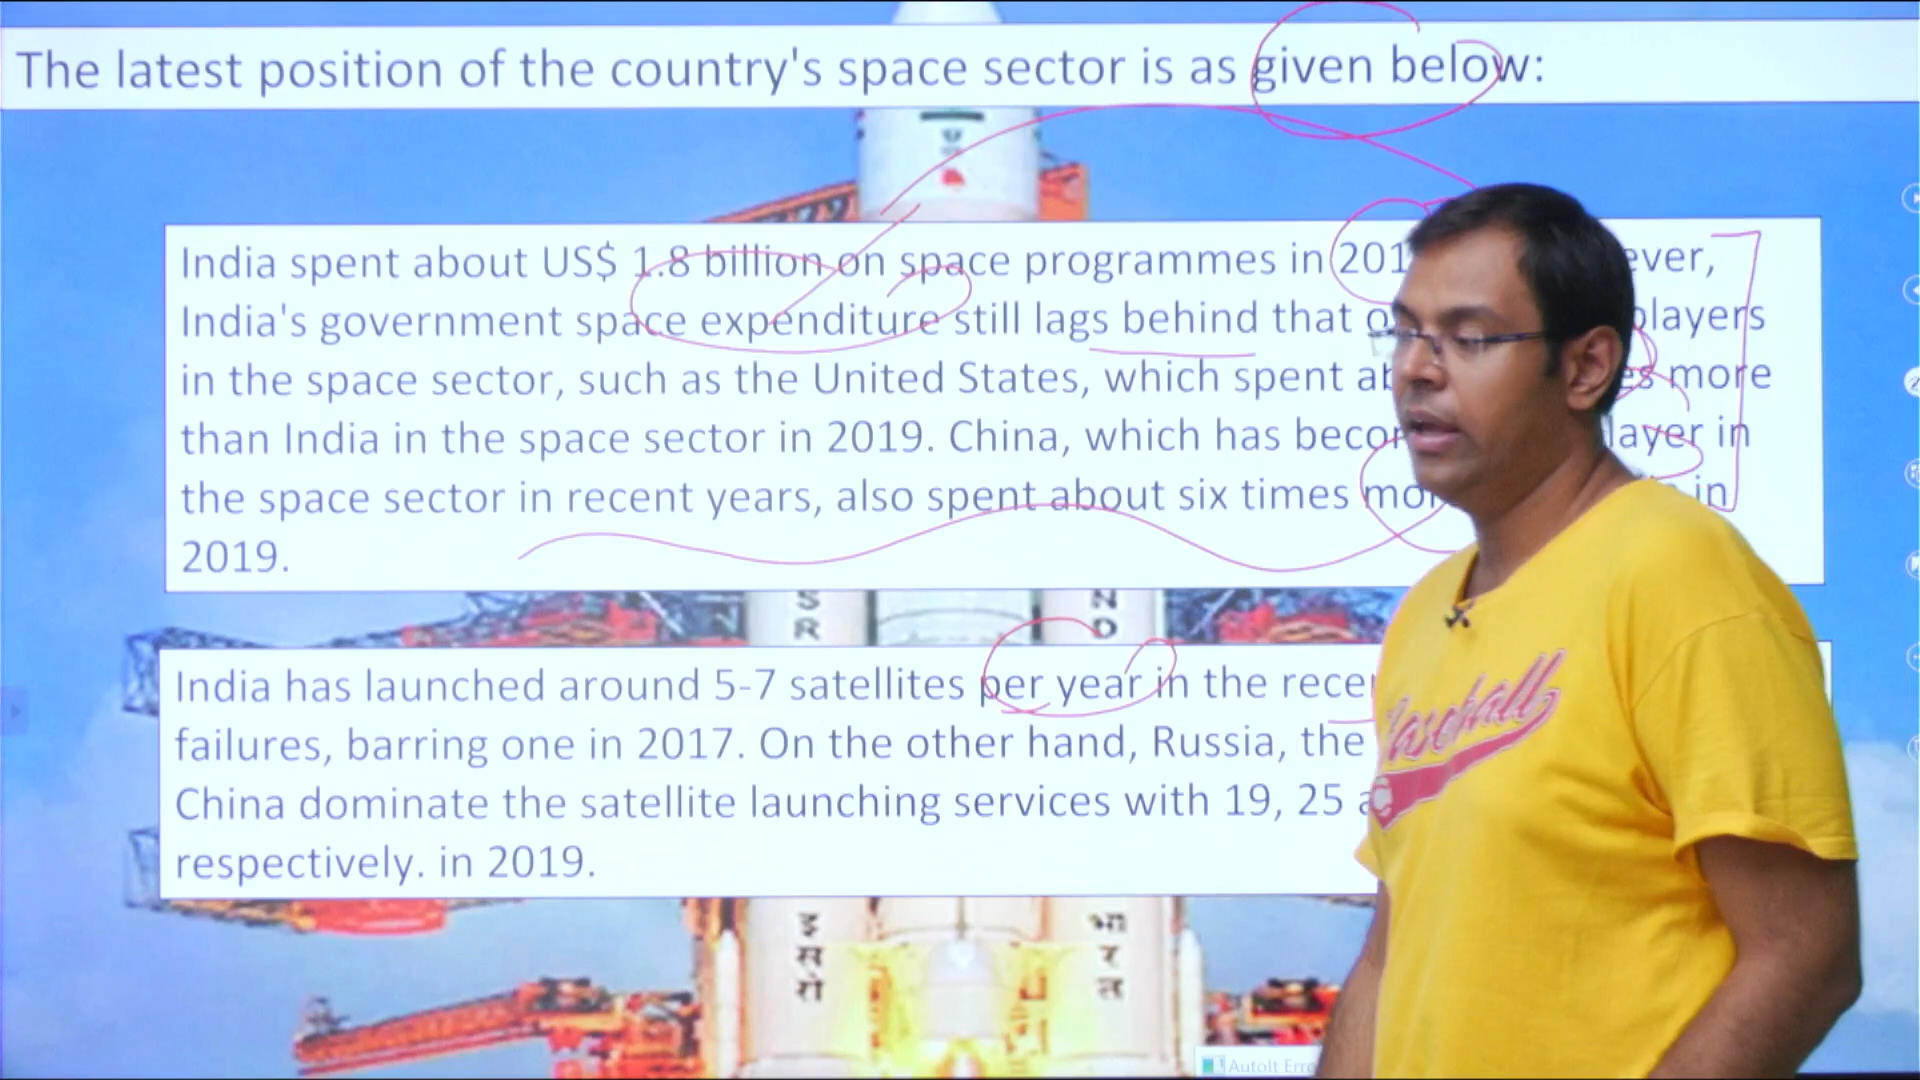 The latest position of the country's space sector is as given below:
India spent about US$ 1.8 billion on space programmes in
India's government space expenditure still lags behind that players
in the space sector, such as the United States, which spent more
than India in the space sector in 2019. China, which has in
the space sector in recent years, also spent about six times in
2019.
S N
R D
India has launched around 5-7 satellites per year in the
failures, barring one in 2017. On the other hand, Russia, the
China dominate the satellite launching services with 19, 25
respectively. in 2019.
इ भा
स र
रो त
Baseball
AutoIt